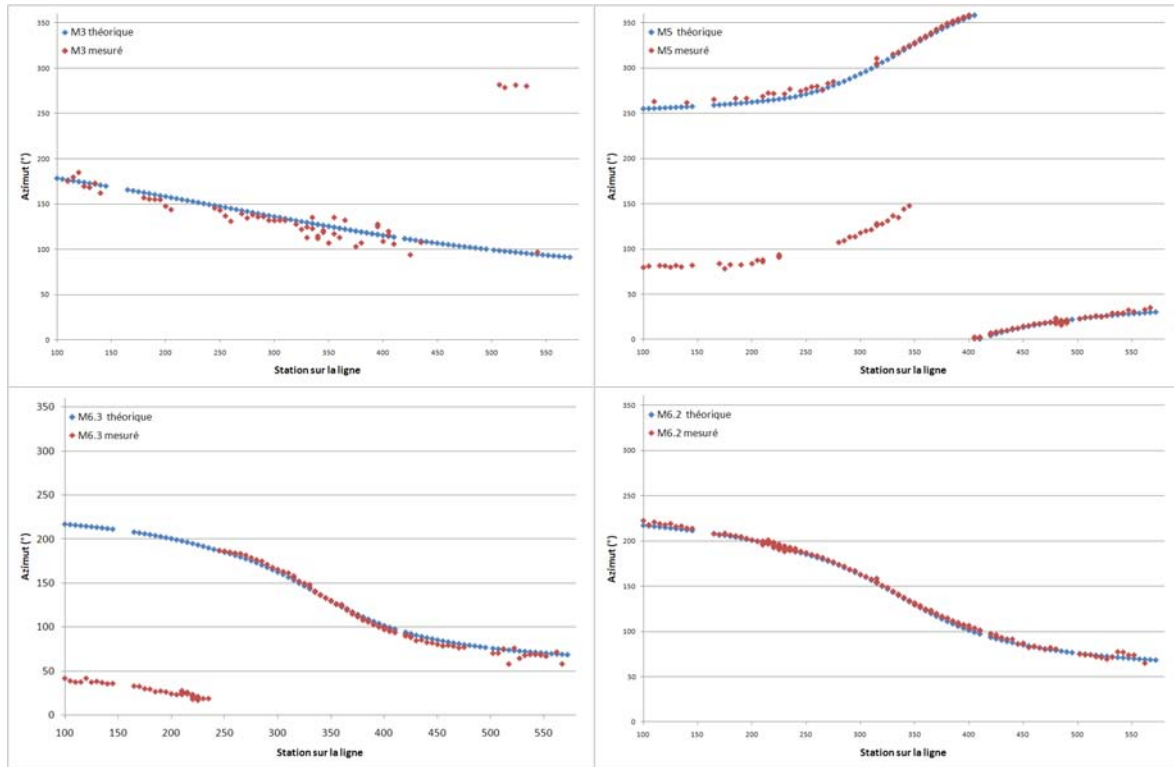 350
M3 théorique
M3 mesuré
300
250
200
150
100
50
0
Azimut (°)
100 150 200 250 300 350 400 450 500 550
Station sur la ligne
350
M5 théorique
M5 mesuré
300
250
200
150
100
50
0
Azimut (°)
100 150 200 250 300 350 400 450 500 550
Station sur la ligne
350
M6.3 théorique
M6.3 mesuré
300
250
200
150
100
50
0
Azimut (°)
100 150 200 250 300 350 400 450 500 550
Station sur la ligne
350
M6.2 théorique
M6.2 mesuré
300
250
200
150
100
50
0
Azimut (°)
100 150 200 250 300 350 400 450 500 550
Station sur la ligne